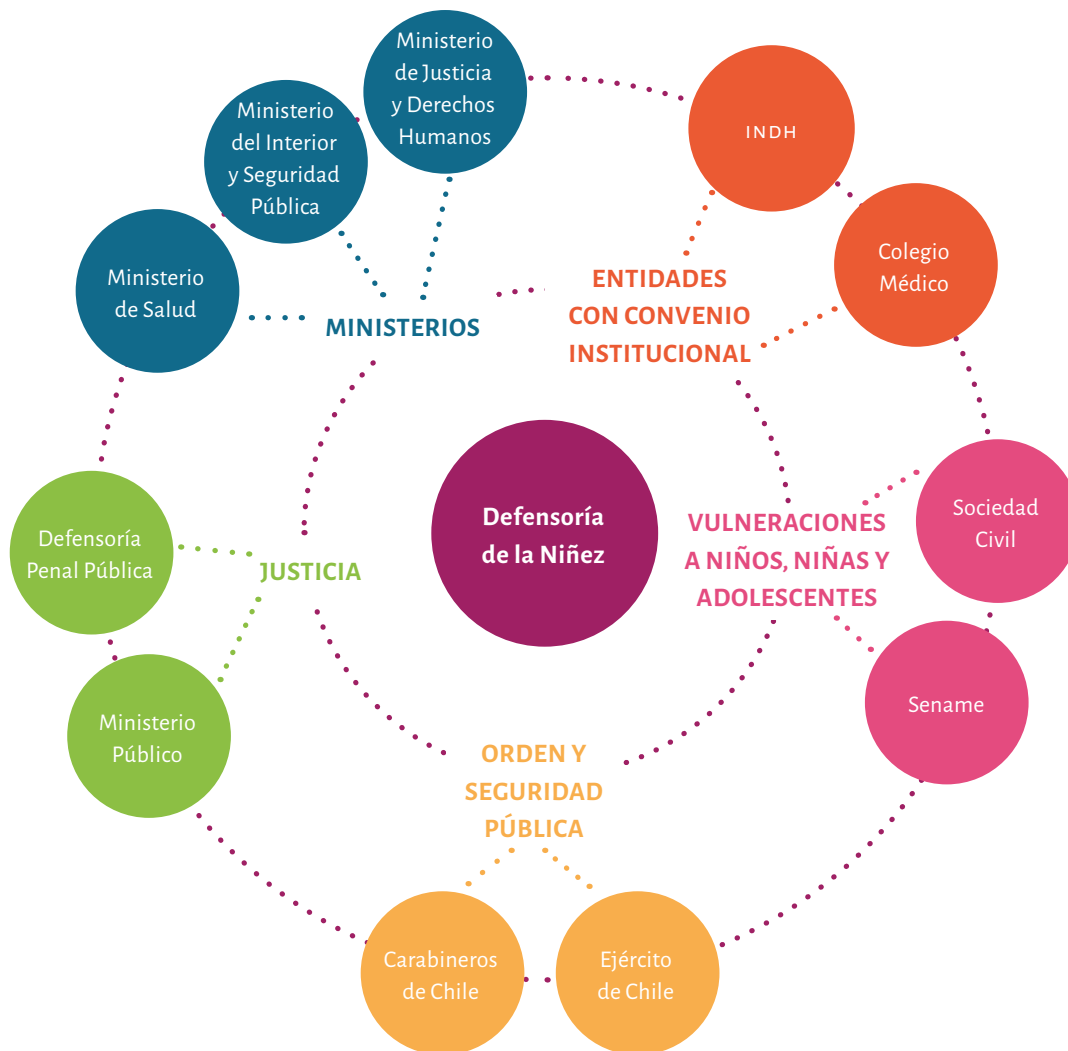 Ministerio
de Justicia
y Derechos
Humanos
Ministerio
del Interior
y Seguridad
Pública
Ministerio
de Salud
MINISTERIOS
INDH
Colegio
Médico
ENTIDADES
CON CONVENIO
INSTITUCIONAL
Defensoría
de la Niñez
VULNERACIONES
A NIÑOS, NIÑAS Y
ADOLESCENTES
Sociedad
Civil
Sename
Defensoría
Penal Pública
JUSTICIA
Ministerio
Público
ORDEN Y
SEGURIDAD
PÚBLICA
Carabineros
de Chile
Ejército
de Chile